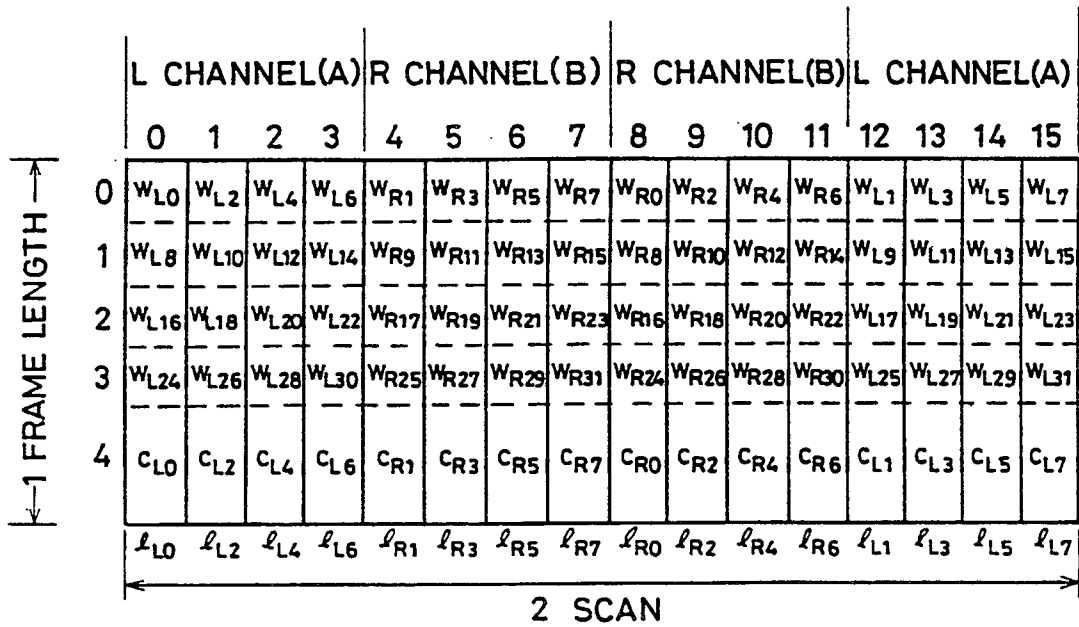 L CHANNEL(A) R CHANNEL(B) R CHANNEL(B) L CHANNEL(A)
0 1 2 3 4 5 6 7 8 9 10 11 12 13 14 15
0 WL0 WL2 WL4 WL6 WR1 WR3 WR5 WR7 WR0 WR2 WR4 WR6 WL1 WL3 WL5 WL7
1 WL8 WL10 WL12 WL14 WR9 WR11 WR13 WR15 WR8 WR10 WR12 WR14 WL9 WL11 WL13 WL15
2 WL16 WL18 WL20 WL22 WR17 WR19 WR21 WR23 WR16 WR18 WR20 WR22 WL17 WL19 WL21 WL23
3 WL24 WL26 WL28 WL30 WR25 WR27 WR29 WR31 WR24 WR26 WR28 WR30 WL25 WL27 WL29 WL31
4 CL0 CL2 CL4 CL6 CR1 CR3 CR5 CR7 CR0 CR2 CR4 CR6 CL1 CL3 CL5 CL7
ℓL0 ℓL2 ℓL4 ℓL6 ℓR1 ℓR3 ℓR5 ℓR7 ℓR0 ℓR2 ℓR4 ℓR6 ℓL1 ℓL3 ℓL5 ℓL7
2 SCAN
1 FRAME LENGTH